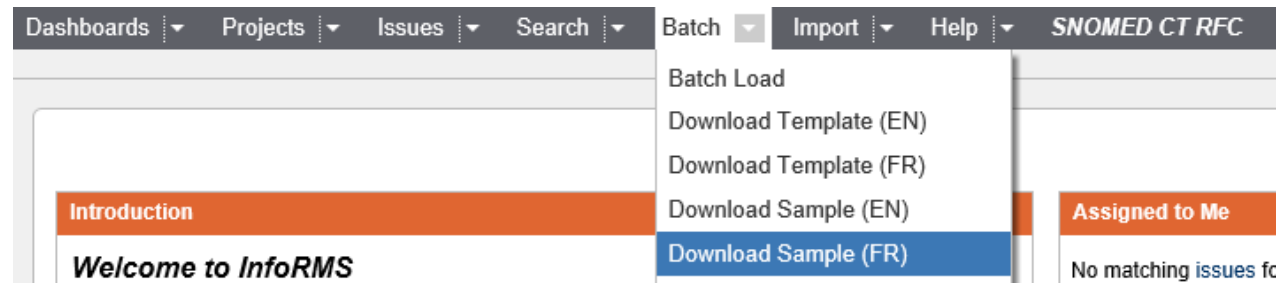 Dashboards Projects Issues Search Batch Import Help SNOMED CT RFC
Batch Load
Download Template (EN)
Download Template (FR)
Download Sample (EN)
Download Sample (FR)
Introduction
Welcome to InfoRMS
Assigned to Me
No matching issues fo